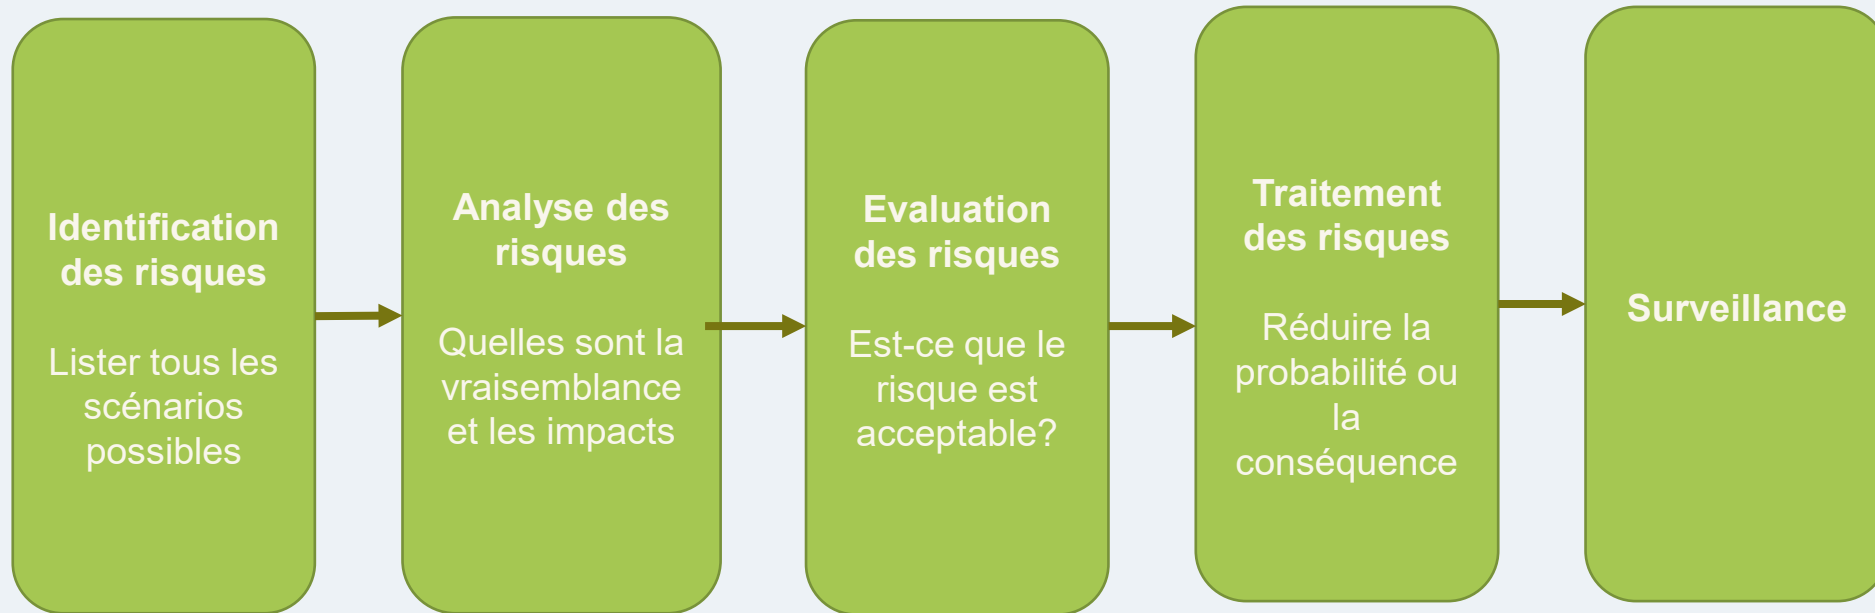 Identification
des risques
Lister tous les
scénarios
possibles
Analyse des
risques
Quelles sont la
vraisemblance
et les impacts
Evaluation
des risques
Est-ce que le
risque est
acceptable?
Traitement
des risques
Réduire la
probabilité ou
la
conséquence
Surveillance